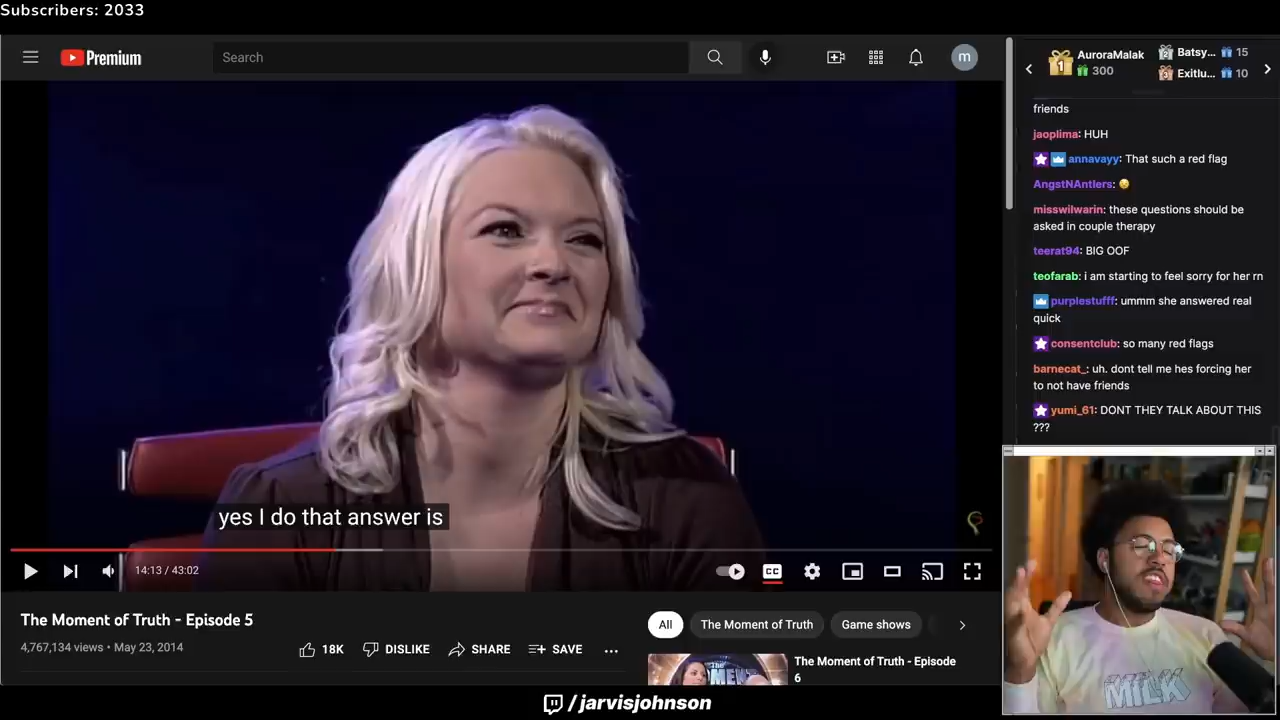 Subscribers: 2033
Premium
Search
m
AuroraMalak
300
Batsy... 15
Exitlu... 10
friends
jaoplima: HUH
annavayy: That such a red flag
AngstNAntlers:
misswilwarin: these questions should be
asked in couple therapy
teerat94: BIG OOF
teofarab: i am starting to feel sorry for her rn
purplestufff: ummm she answered real
quick
consentclub: so many red flags
barnecat_: uh. dont tell me hes forcing her
to not have friends
yumi_61: DONT THEY TALK ABOUT THIS
???
yes I do that answer is
14:13 / 43:02
CC
The Moment of Truth - Episode 5
4,767,134 views • May 23, 2014
18K
DISLIKE
SHARE
SAVE
All
The Moment of Truth
Game shows
The Moment of Truth - Episode
6
MILK
/jarvisjohnson